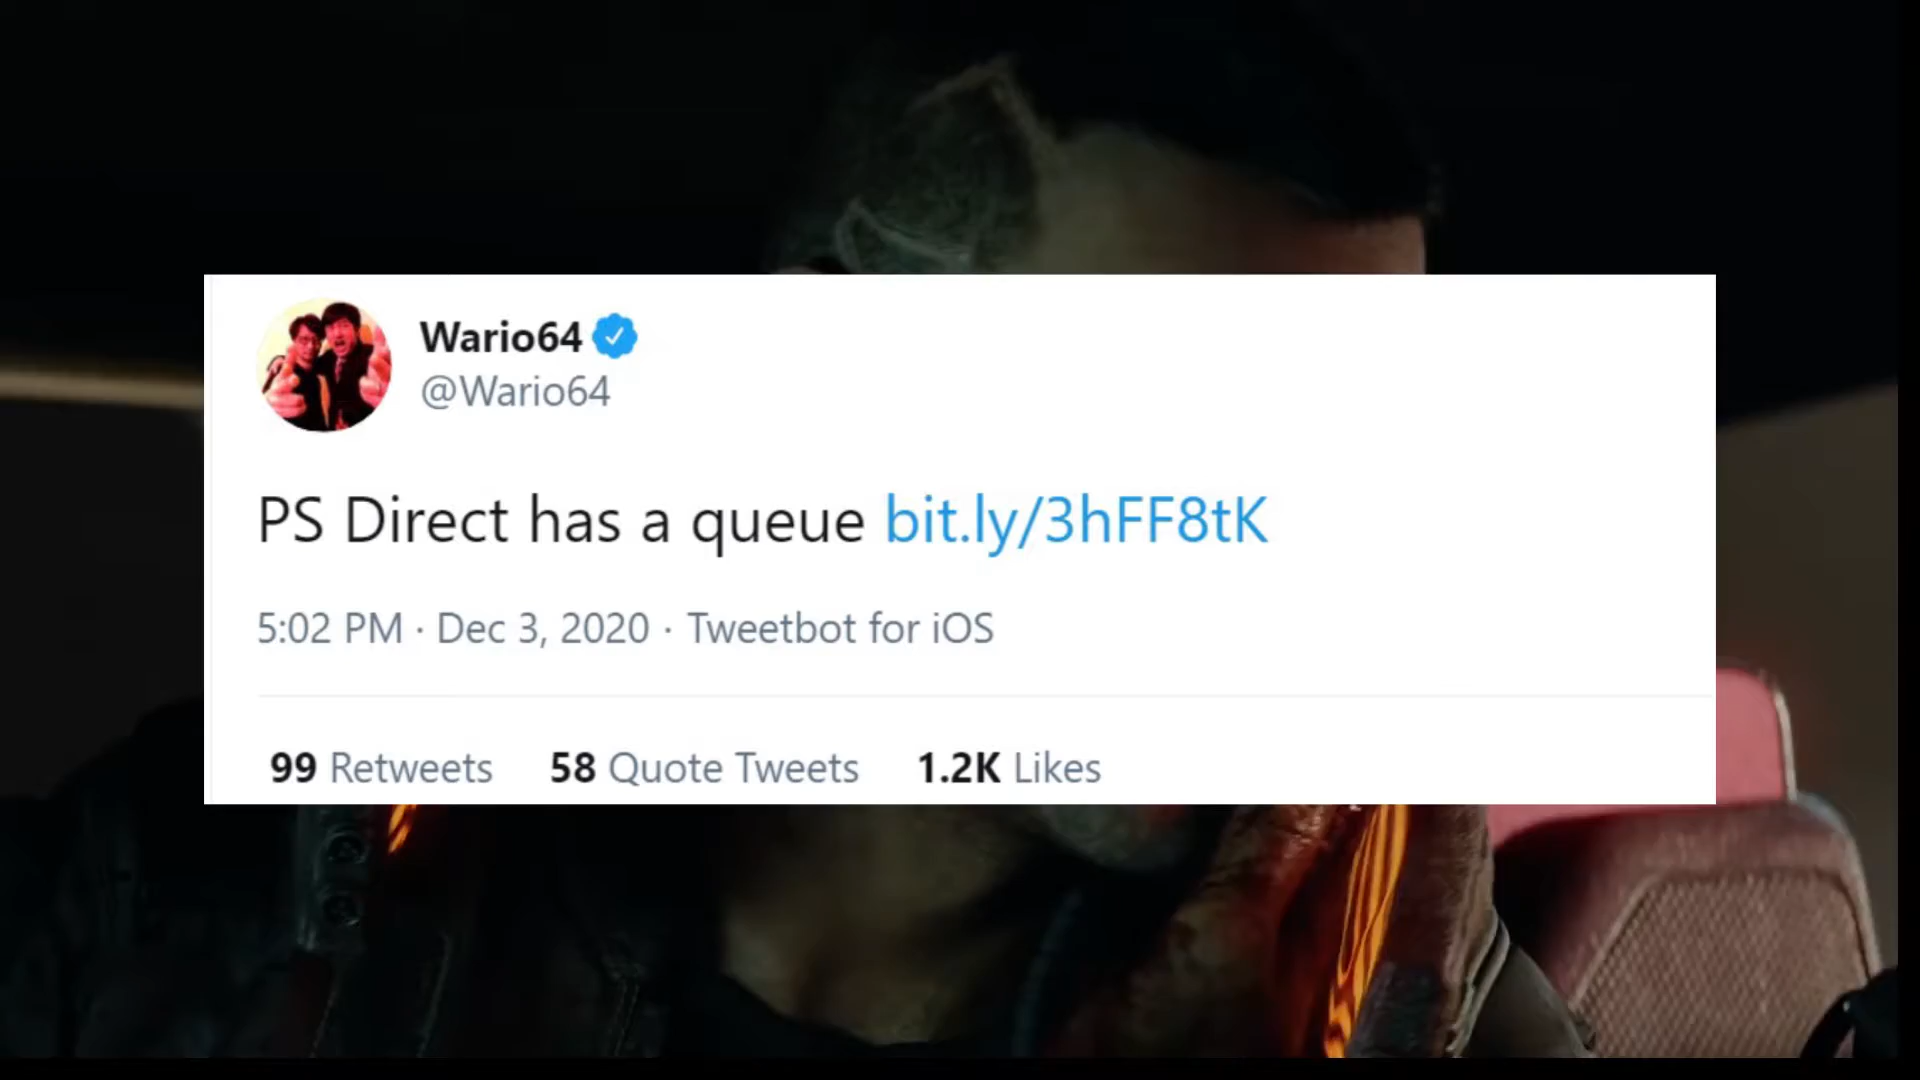 Wario64
@Wario64
PS Direct has a queue bit.ly/3hFF8tK
5:02 PM · Dec 3, 2020 · Tweetbot for iOS
99 Retweets 58 Quote Tweets 1.2K Likes